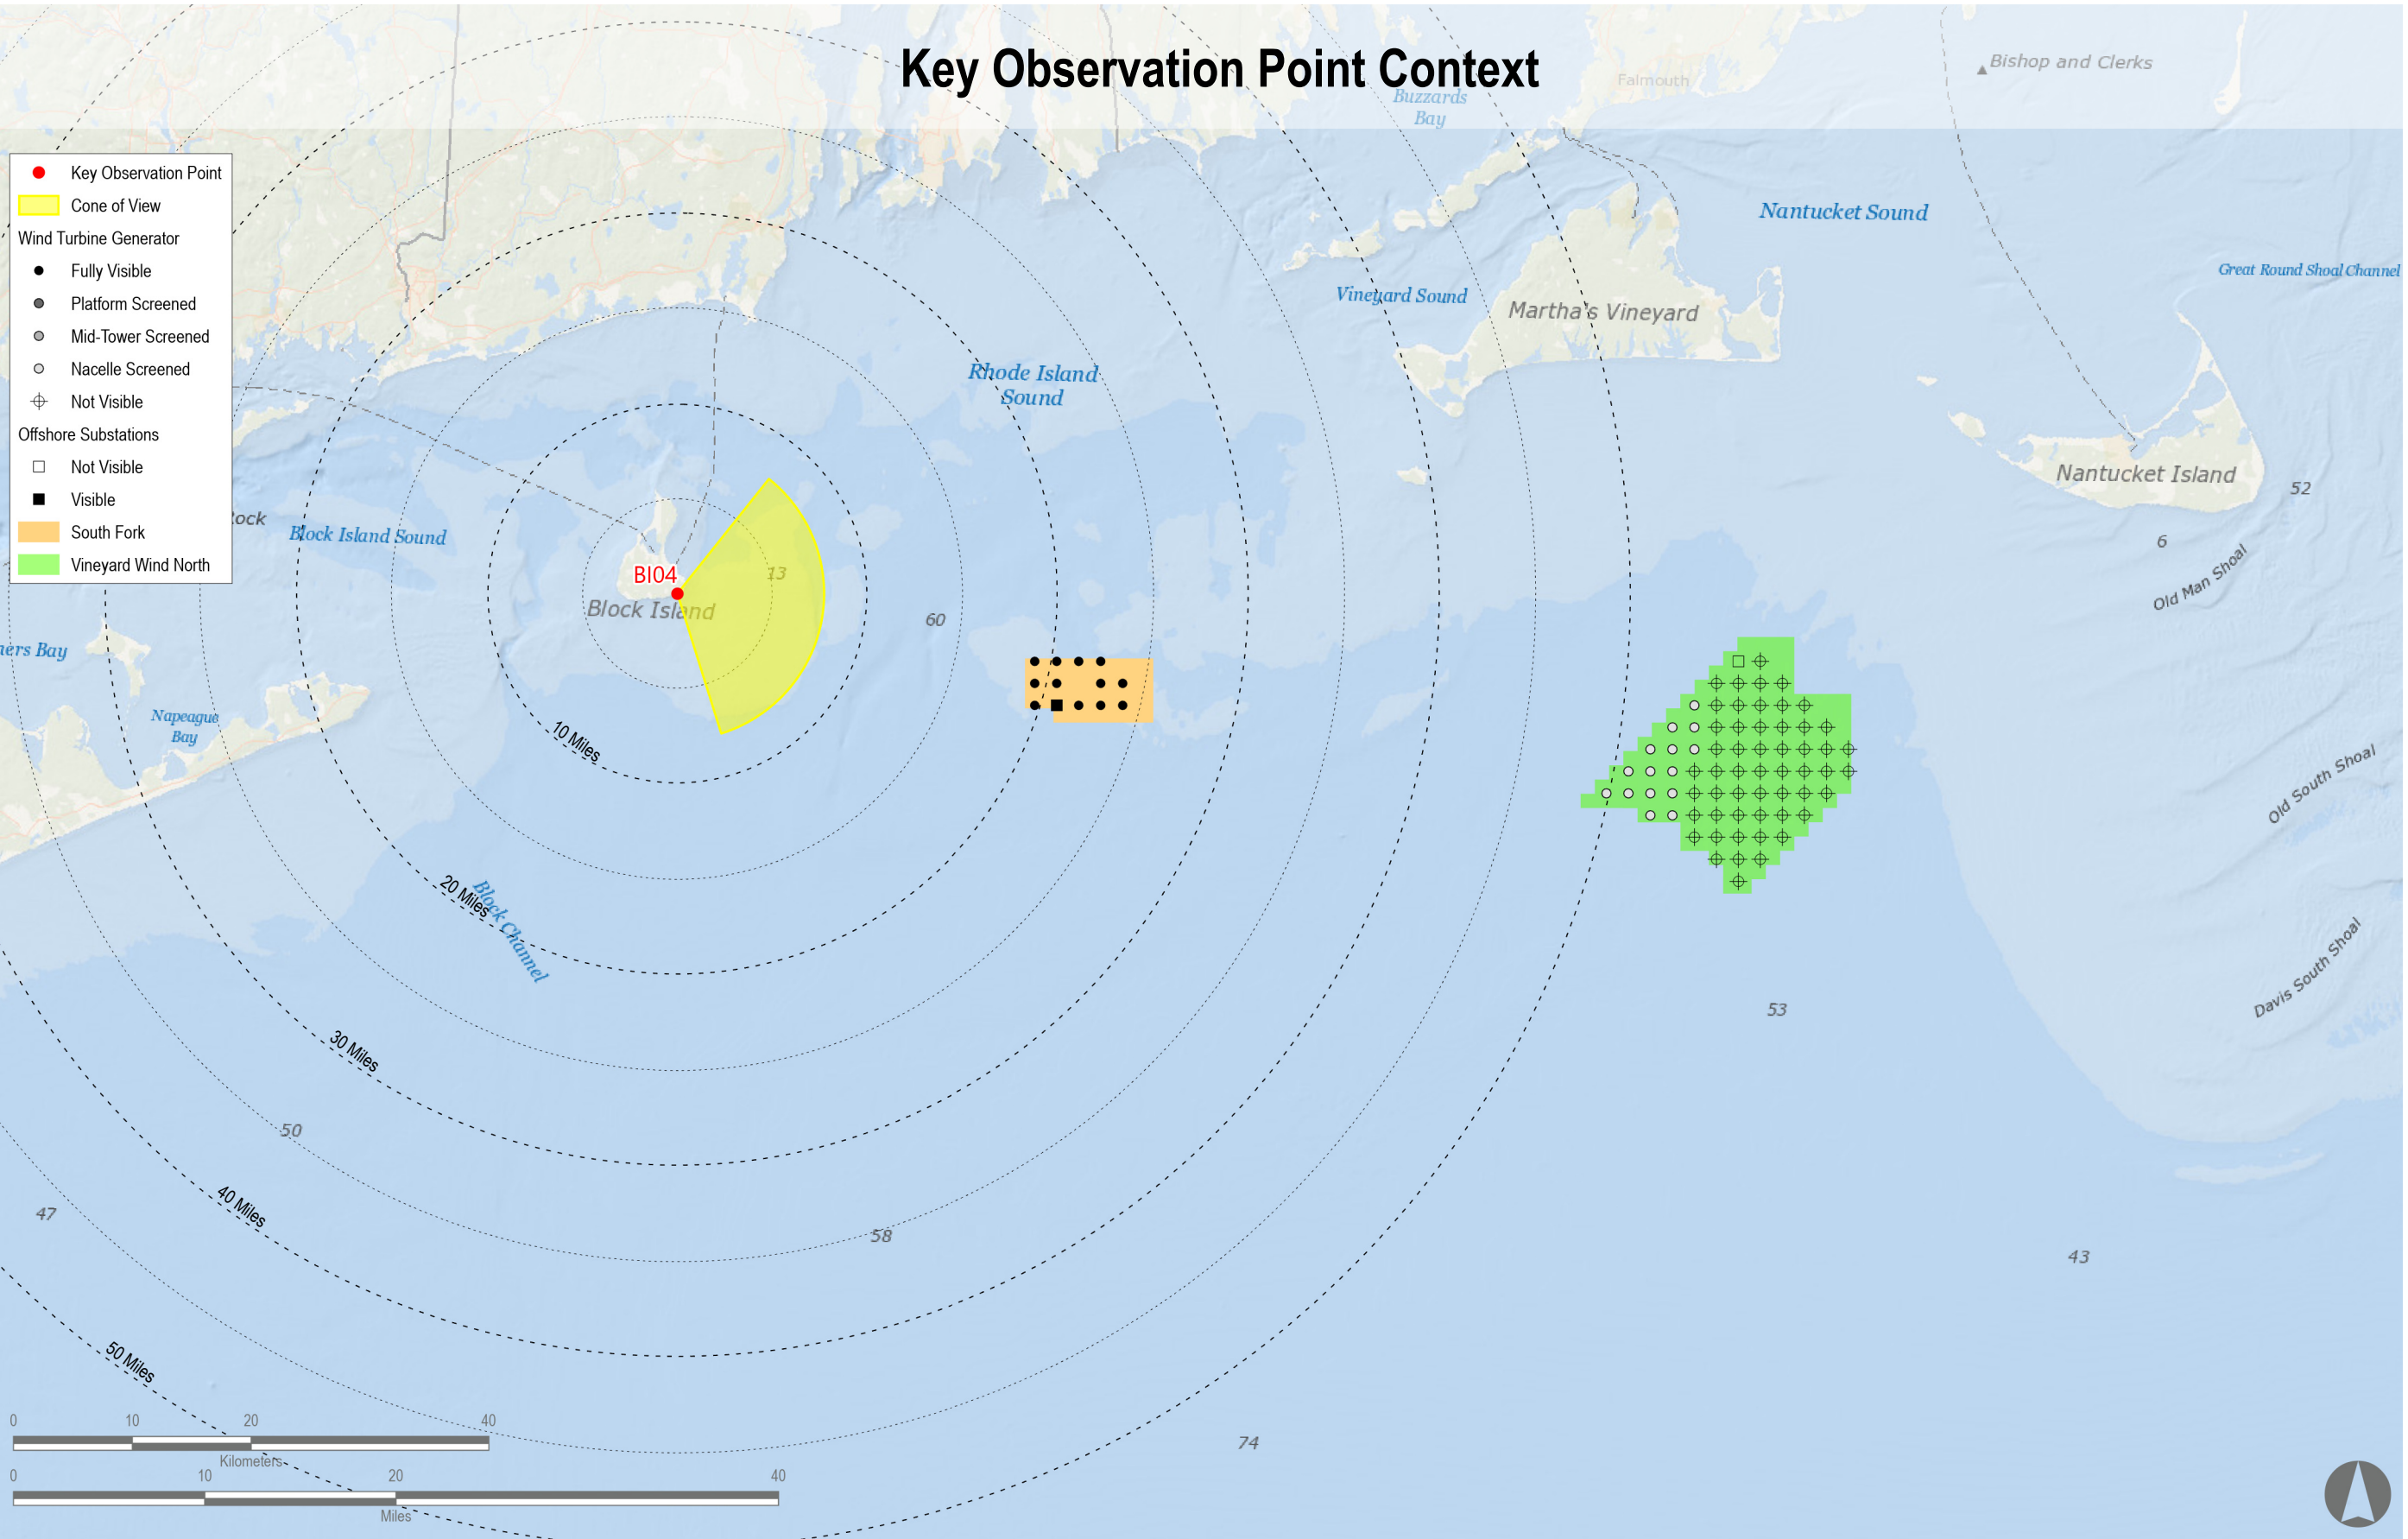 Key Observation Point Context
Bishop and Clerks
Falmouth
Buzzards
Bay
Key Observation Point
Cone of View
Wind Turbine Generator
Fully Visible
Platform Screened
Mid-Tower Screened
Nacelle Screened
Not Visible
Offshore Substations
Not Visible
Visible
South Fork
Vineyard Wind North
Nantucket Sound
Great Round Shoal Channel
Vineyard Sound
Martha's Vineyard
Rhode Island
Sound
Nantucket Island
52
ock
Block Island Sound
6
Old Man Shoal
BI04
13
Block Island
60
ners Bay
Napeague
Bay
10 Miles
Old South Shoal
20 Miles
Block Channel
Davis South Shoal
53
30 Miles
50
40 Miles
47
58
43
50 Miles
74
0 10 20 40
Kilometers
0 10 20 40
Miles